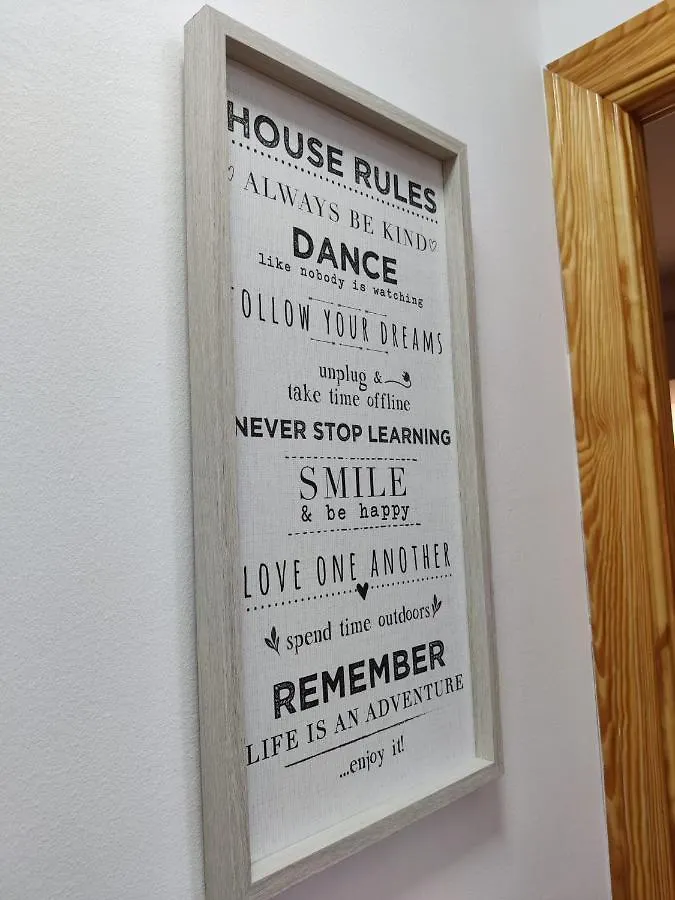 HOUSE RULES
ALWAYS BE KIND
DANCE
like nobody is watching
FOLLOW YOUR DREAMS
unplug &
take time offline
NEVER STOP LEARNING
SMILE
& be happy
LOVE ONE ANOTHER
spend time outdoors
REMEMBER
LIFE IS AN ADVENTURE
...enjoy it!